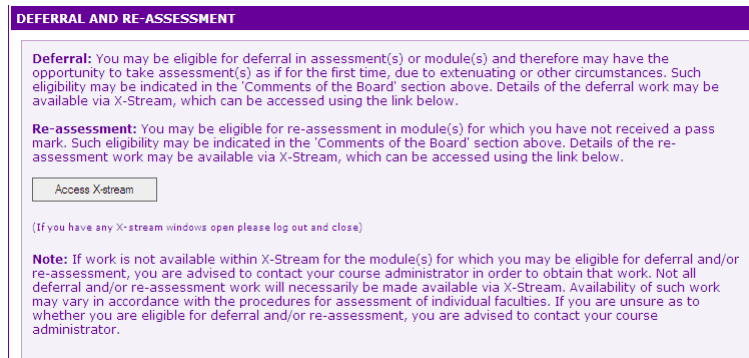 DEFERRAL AND RE-ASSESSMENT
Deferral: You may be eligible for deferral in assessment(s) or module(s) and therefore may have the
opportunity to take assessment(s) as if for the first time, due to extenuating or other circumstances. Such
eligibility may be indicated in the 'Comments of the Board' section above. Details of the deferral work may be
available via X-Stream, which can be accessed using the link below.
Re-assessment: You may be eligible for re-assessment in module(s) for which you have not received a pass
mark. Such eligibility may be indicated in the 'Comments of the Board' section above. Details of the re-
assessment work may be available via X-Stream, which can be accessed using the link below.
Access X-stream
(If you have any X-stream windows open please log out and close)
Note: If work is not available within X-Stream for the module(s) for which you may be eligible for deferral and/or
re-assessment, you are advised to contact your course administrator in order to obtain that work. Not all
deferral and/or re-assessment work will necessarily be made available via X-Stream. Availability of such work
may vary in accordance with the procedures for assessment of individual faculties. If you are unsure as to
whether you are eligible for deferral and/or re-assessment, you are advised to contact your course
administrator.